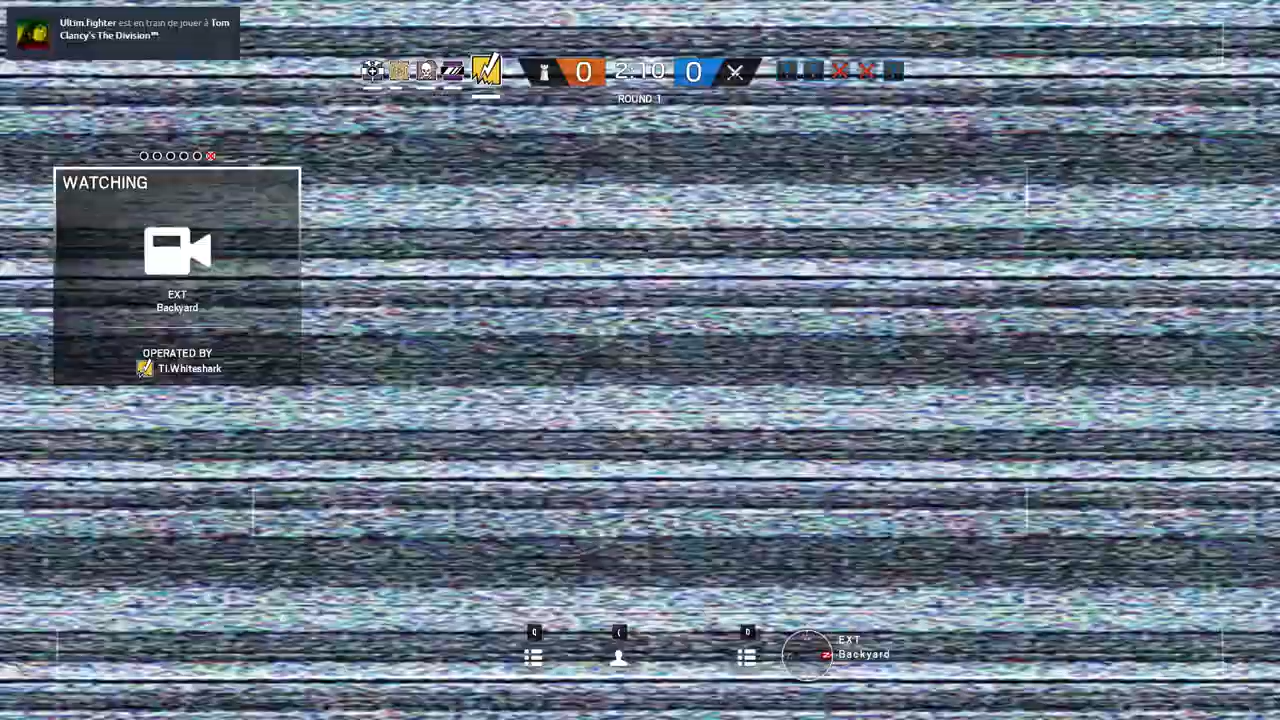 Ultim.fighter est en train de jouer à Tom
Clancy's The Division™
0 2:10 0
ROUND 1
WATCHING
EXT
Backyard
OPERATED BY
TI.Whiteshark
EXT
Backyard